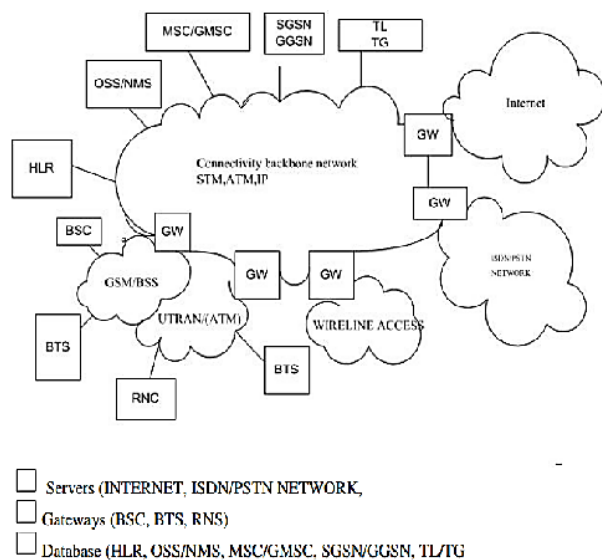 MSC/GMSC
SGSN
GGSN
TL
TG
OSS/NMS
Internet
GW
Connectivity backbone network
STM,ATM,IP
HLR
GW
BSC
GW
ISDN/PSTN
NETWORK
GW
GW
GSM/BSS
UTRAN/(ATM)
WIRELINE ACCESS
BTS
BTS
RNC
Servers (INTERNET, ISDN/PSTN NETWORK,
Gateways (BSC, BTS, RNS)
Database (HLR, OSS/NMS, MSC/GMSC, SGSN/GGSN, TL/TG